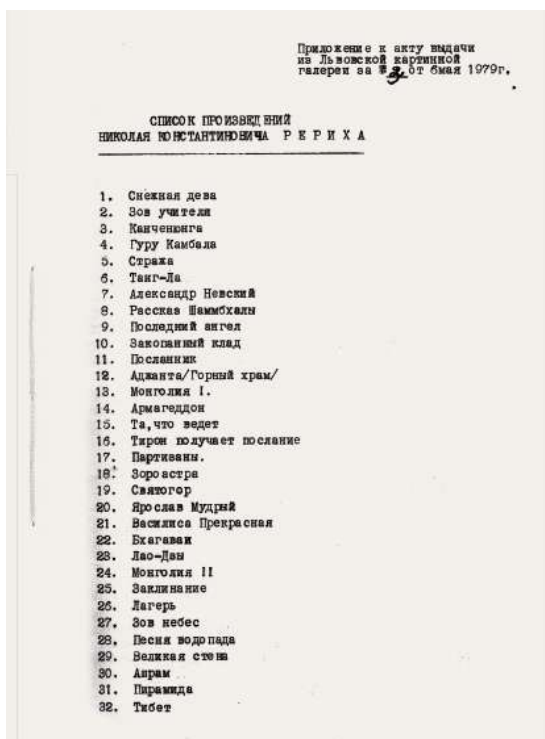 Приложение к акту выдачи
из Львовской картинной
галереи за № 3 от 6мая 1979г.
СПИСОК ПРОИЗВЕДЕНИЙ
НИКОЛАЯ КОНСТАНТИНОВИЧА Р Е Р И Х А
1. Снежная дева
2. Зов учителя
3. Канченюнга
4. Гуру Камбала
5. Стража
6. Танг-Ла
7. Александр Невский
8. Рассказ Шаммбхалы
9. Последний ангел
10. Закопанный клад
11. Посланник
12. Аджанта/Горный храм/
13. Монголия I.
14. Армагеддон
15. Та,что ведет
16. Тирон получает послание
17. Партизаны.
18. Зороастра
19. Святогор
20. Ярослав Мудрый
21. Василиса Прекрасная
22. Бхагаван
23. Лао-Дзы
24. Монголия II
25. Заклинание
26. Лагерь
27. Зов небес
28. Песня водопада
29. Великая стена
30. Ашрам
31. Пирамида
32. Тибет